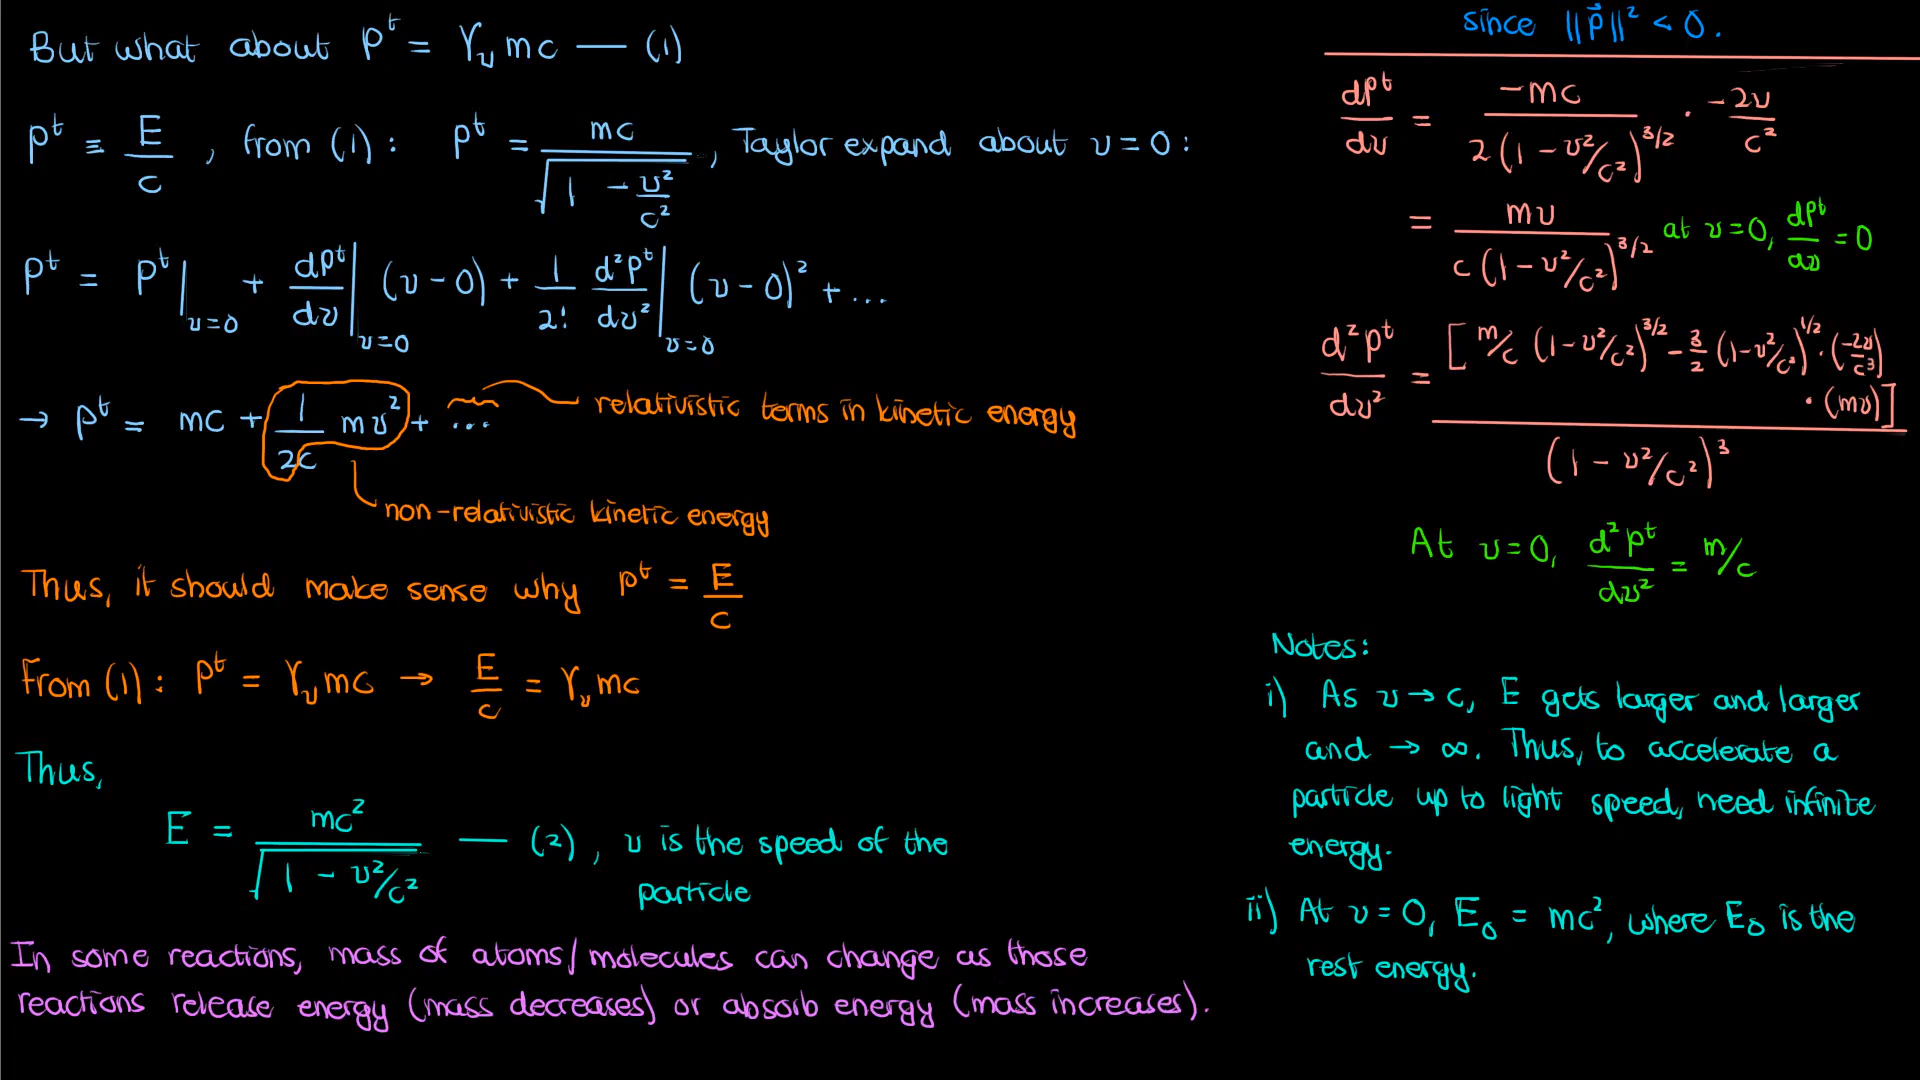 But what about p^t = γ_v mc — (1)
p^t ≡ E/c , from (1) : p^t = mc/√(1 - v²/c²) , Taylor expand about v = 0 :
p^t = p^t|_{v=0} + dp^t/dv|_{v=0} (v - 0) + 1/2! d²p^t/dv²|_{v=0} (v - 0)² + ...
→ p^t = mc + 1/2c mv² + ... relativistic terms in kinetic energy
non-relativistic kinetic energy
Thus, it should make sense why p^t = E/c
From (1) : p^t = γ_v mc → E/c = γ_v mc
Thus,
E = mc²/√(1 - v²/c²) — (2) , v is the speed of the
particle
In some reactions, mass of atoms/molecules can change as those
reactions release energy (mass decreases) or absorb energy (mass increases).
since ||p⃗||² < 0.
dp^t/dv = -mc/2(1 - v²/c²)^{3/2} · -2v/c²
= mv/c(1 - v²/c²)^{3/2} at v = 0, dp^t/dv = 0
d²p^t/dv² = [m/c (1 - v²/c²)^{3/2} - 3/2 (1 - v²/c²)^{1/2} · (-2v/c³)
· (mv)]/(1 - v²/c²)³
At v = 0, d²p^t/dv² = m/c
Notes:
i) As v → c, E gets larger and larger
and → ∞. Thus, to accelerate a
particle up to light speed, need infinite
energy.
ii) At v = 0, E₀ = mc², where E₀ is the
rest energy.